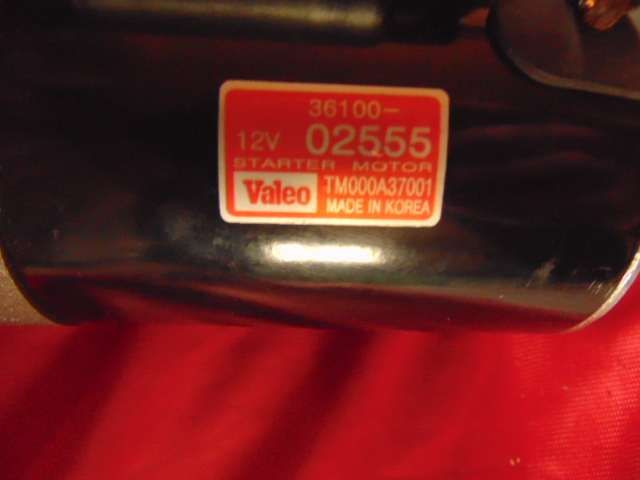 36100-
12V 02555
STARTER MOTOR
Valeo TM000A37001
MADE IN KOREA